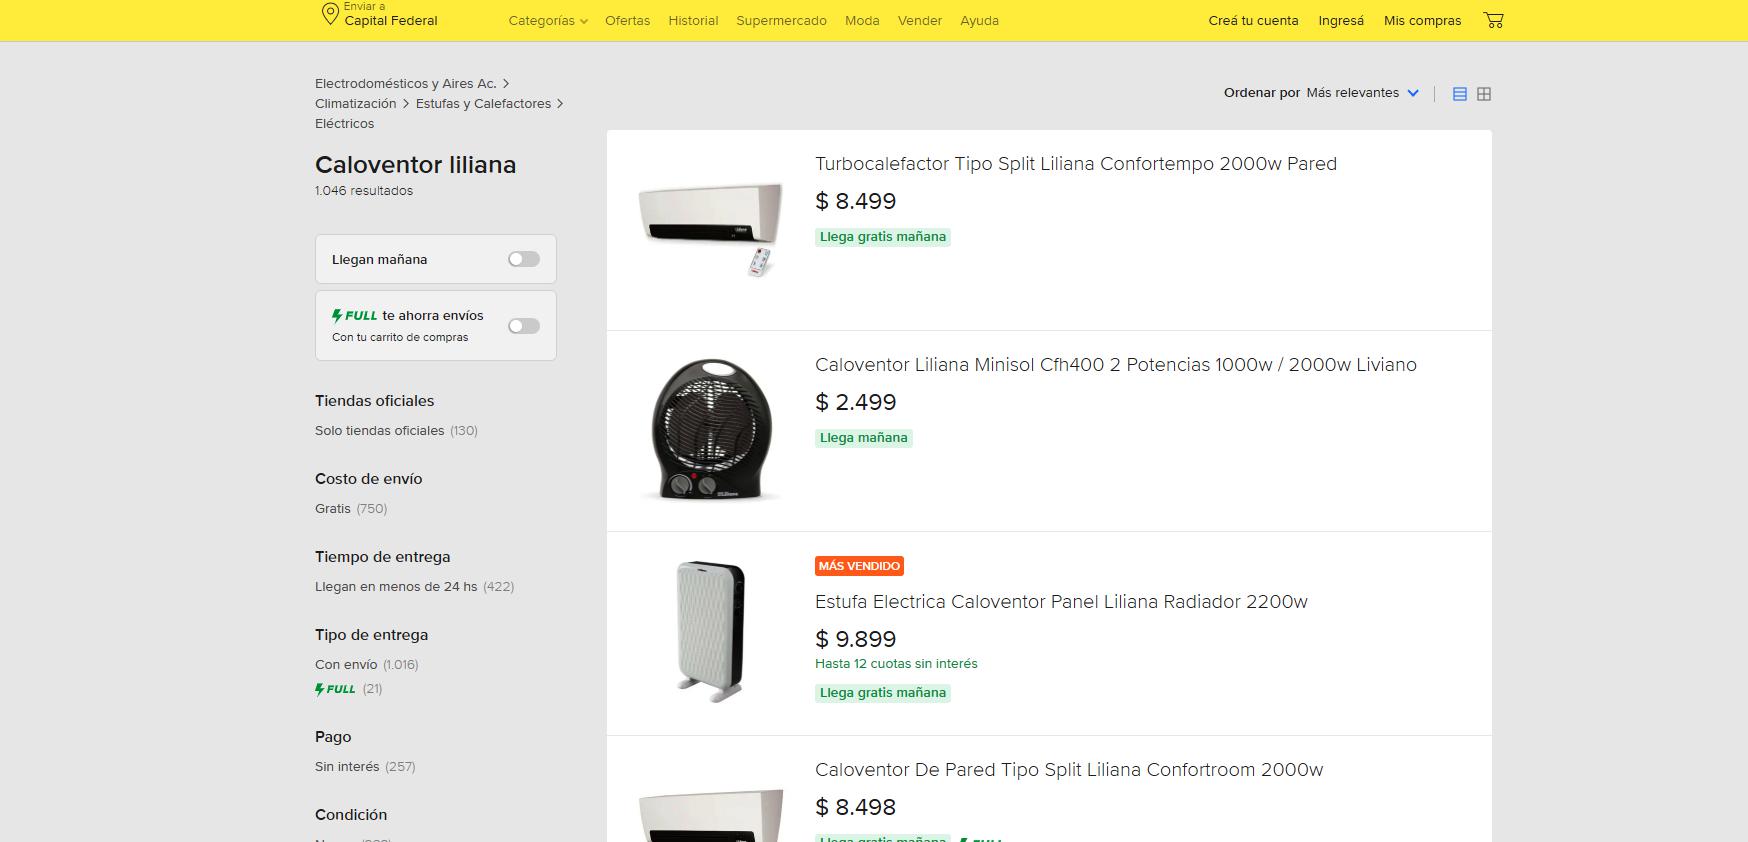 Enviar a
Capital Federal
Categorías
Ofertas
Historial
Supermercado
Moda
Vender
Ayuda
Creá tu cuenta
Ingresá
Mis compras
Electrodomésticos y Aires Ac.
Climatización
Estufas y Calefactores
Eléctricos
Caloventor liliana
1.046 resultados
Llegan mañana
FULL te ahorra envíos
Con tu carrito de compras
Tiendas oficiales
Solo tiendas oficiales (130)
Costo de envío
Gratis (750)
Tiempo de entrega
Llegan en menos de 24 hs (422)
Tipo de entrega
Con envío (1.016)
FULL (21)
Pago
Sin interés (257)
Condición
Ordenar por Más relevantes
Turbocalefactor Tipo Split Liliana Confortempo 2000w Pared
$ 8.499
Llega gratis mañana
Caloventor Liliana Minisol Cfh400 2 Potencias 1000w / 2000w Liviano
$ 2.499
Llega mañana
MÁS VENDIDO
Estufa Electrica Caloventor Panel Liliana Radiador 2200w
$ 9.899
Hasta 12 cuotas sin interés
Llega gratis mañana
Caloventor De Pared Tipo Split Liliana Confortroom 2000w
$ 8.498
Llega gratis mañana FULL